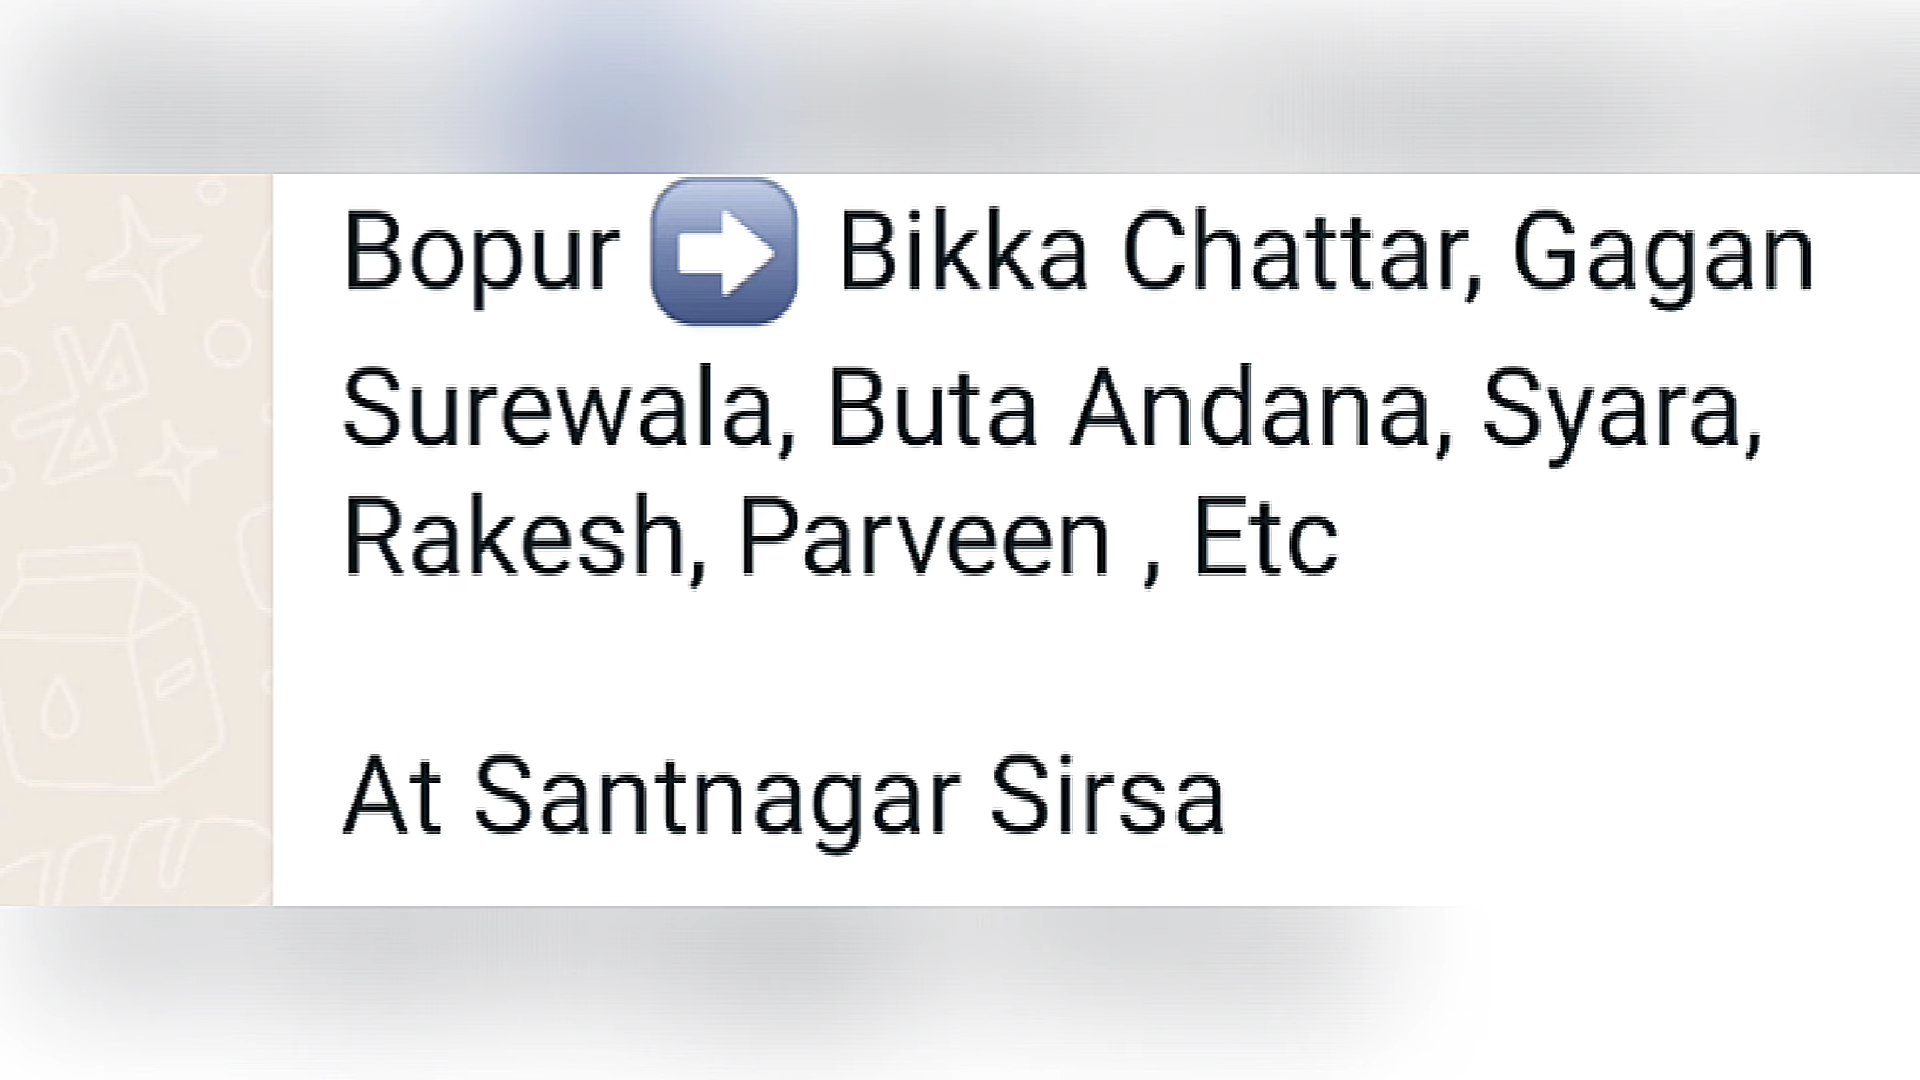 Bopur ➡️ Bikka Chattar, Gagan
Surewala, Buta Andana, Syara,
Rakesh, Parveen , Etc
At Santnagar Sirsa